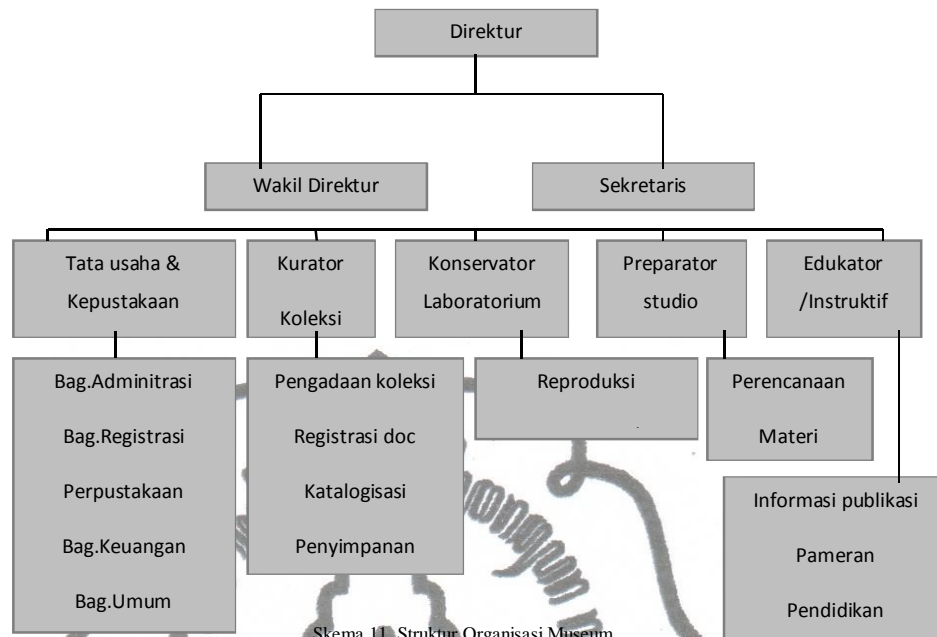 Direktur
Wakil Direktur
Sekretaris
Tata usaha &
Kepustakaan
Kurator
Koleksi
Konservator
Laboratorium
Preparator
studio
Edukator
/Instruktif
Bag.Adminitrasi
Bag.Registrasi
Perpustakaan
Bag.Keuangan
Bag.Umum
Pengadaan koleksi
Registrasi doc
Katalogisasi
Penyimpanan
Reproduksi
Perencanaan
Materi
Informasi publikasi
Pameran
Pendidikan
Skema 11. Struktur Organisasi Museum